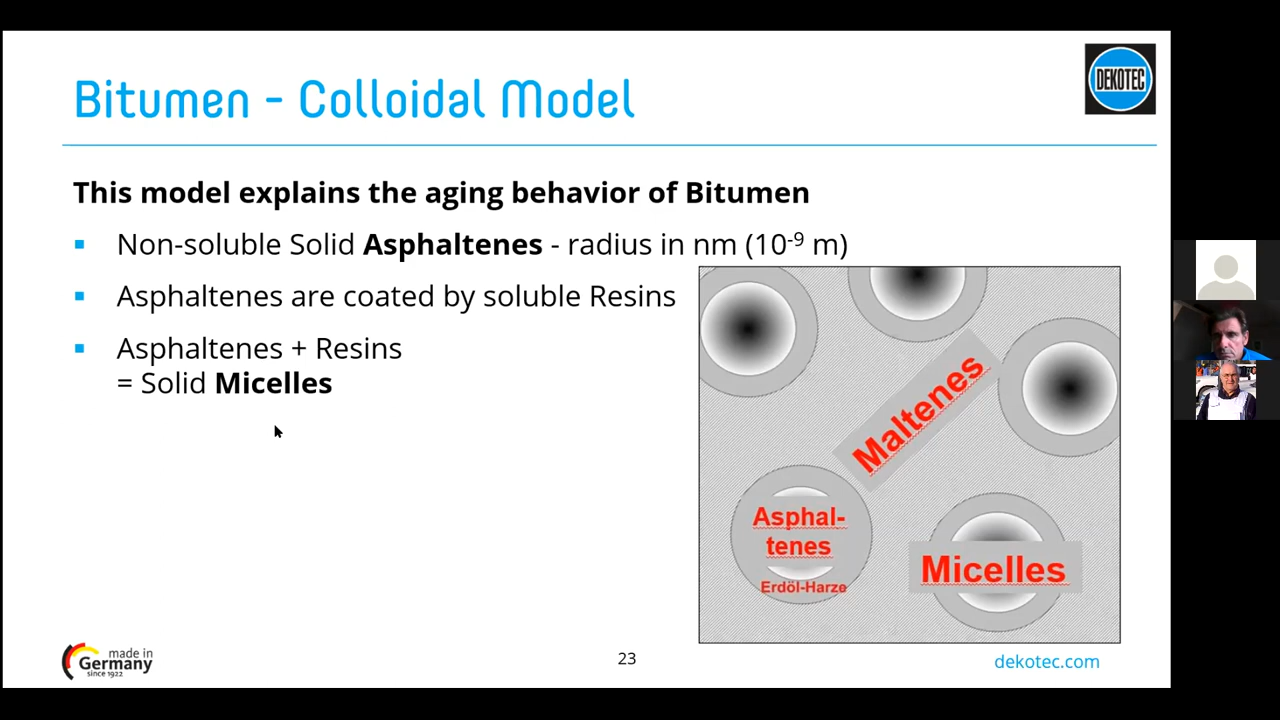 Bitumen - Colloidal Model
DEKOTEC
This model explains the aging behavior of Bitumen
Non-soluble Solid Asphaltenes - radius in nm (10⁻⁹ m)
Asphaltenes are coated by soluble Resins
Asphaltenes + Resins
= Solid Micelles
Maltenes
Asphal-
tenes
Erdöl-Harze
Micelles
made in
Germany
since 1922
23
dekotec.com